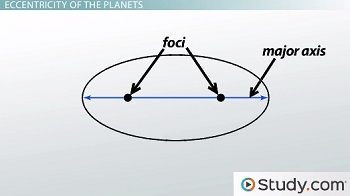 ECCENTRICITY OF THE PLANETS
foci
major axis
Study.com